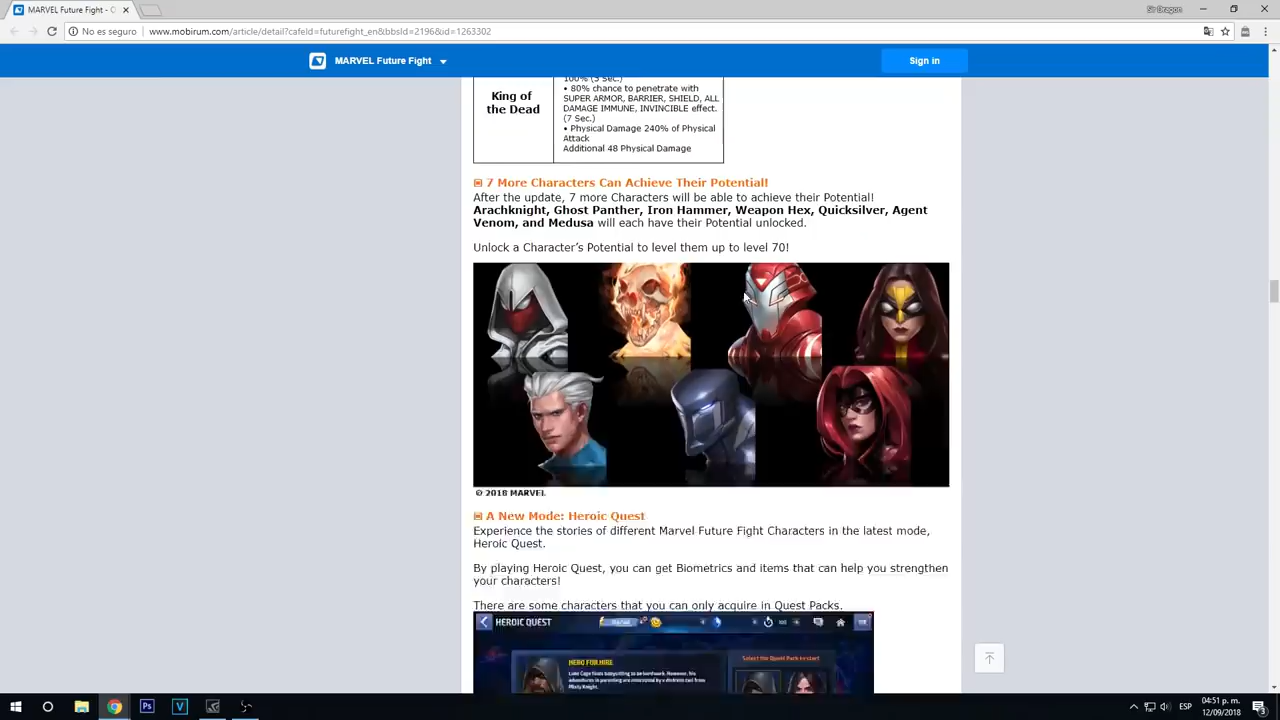 MARVEL Future Fight - C
Sir Dragon
No es seguro
www.mobirum.com/article/detail?cafeId=futurefight_en&bbsId=2196&id=1263302
MARVEL Future Fight
Sign in
King of
the Dead
100% (5 Sec.)
• 80% chance to penetrate with
SUPER ARMOR, BARRIER, SHIELD, ALL
DAMAGE IMMUNE, INVINCIBLE effect.
(7 Sec.)
• Physical Damage 240% of Physical
Attack
Additional 48 Physical Damage
7 More Characters Can Achieve Their Potential!
After the update, 7 more Characters will be able to achieve their Potential!
Arachknight, Ghost Panther, Iron Hammer, Weapon Hex, Quicksilver, Agent
Venom, and Medusa will each have their Potential unlocked.
Unlock a Character's Potential to level them up to level 70!
© 2018 MARVEL
A New Mode: Heroic Quest
Experience the stories of different Marvel Future Fight Characters in the latest mode,
Heroic Quest.
By playing Heroic Quest, you can get Biometrics and items that can help you strengthen
your characters!
There are some characters that you can only acquire in Quest Packs.
HEROIC QUEST
HERO FOR HIRE
Misty Knight.
ESP
04:51 p. m.
12/09/2018